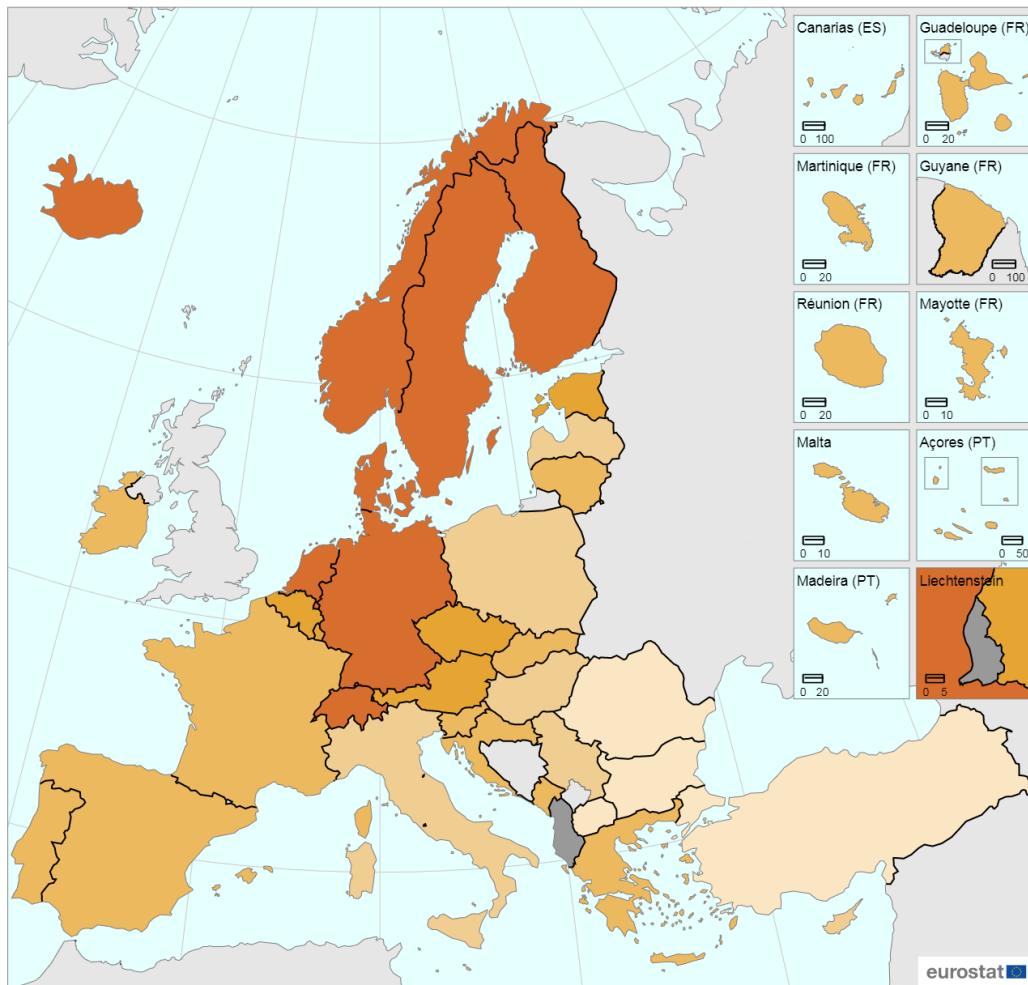 Canarias (ES)
0 100
Guadeloupe (FR)
0 20
Martinique (FR)
0 20
Guyane (FR)
0 100
Réunion (FR)
0 20
Mayotte (FR)
0 10
Malta
0 10
Açores (PT)
0 50
Madeira (PT)
0 20
Liechtenstein
0 5
eurostat